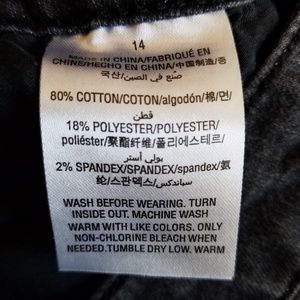 14
MADE IN CHINA/FABRIQUÉ EN
CHINE/HECHO EN CHINA/中国制造/중
국산/صنع في الصين
80% COTTON/COTON/algodón/棉/면/
قطن
18% POLYESTER/POLYESTER/
poliéster/聚酯纤维/폴리에스테르/
بولي أستر
2% SPANDEX/SPANDEX/spandex/氨
纶/스판덱스/سباندكس
WASH BEFORE WEARING. TURN
INSIDE OUT. MACHINE WASH
WARM WITH LIKE COLORS. ONLY
NON-CHLORINE BLEACH WHEN
NEEDED.TUMBLE DRY LOW. WARM